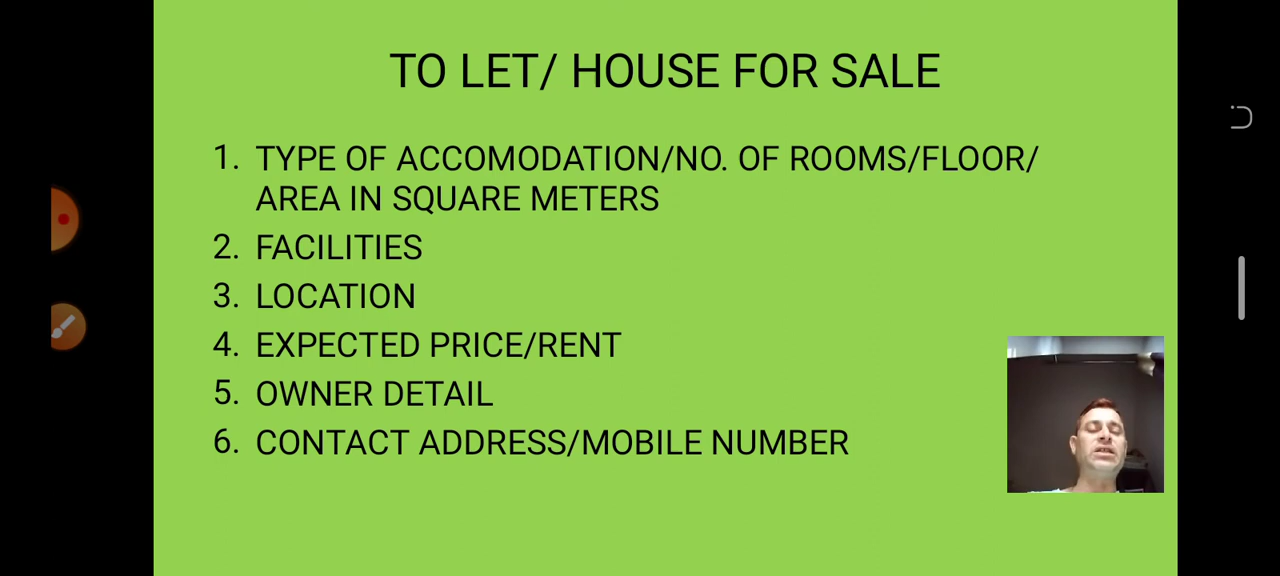 TO LET/ HOUSE FOR SALE
1. TYPE OF ACCOMODATION/NO. OF ROOMS/FLOOR/
AREA IN SQUARE METERS
2. FACILITIES
3. LOCATION
4. EXPECTED PRICE/RENT
5. OWNER DETAIL
6. CONTACT ADDRESS/MOBILE NUMBER